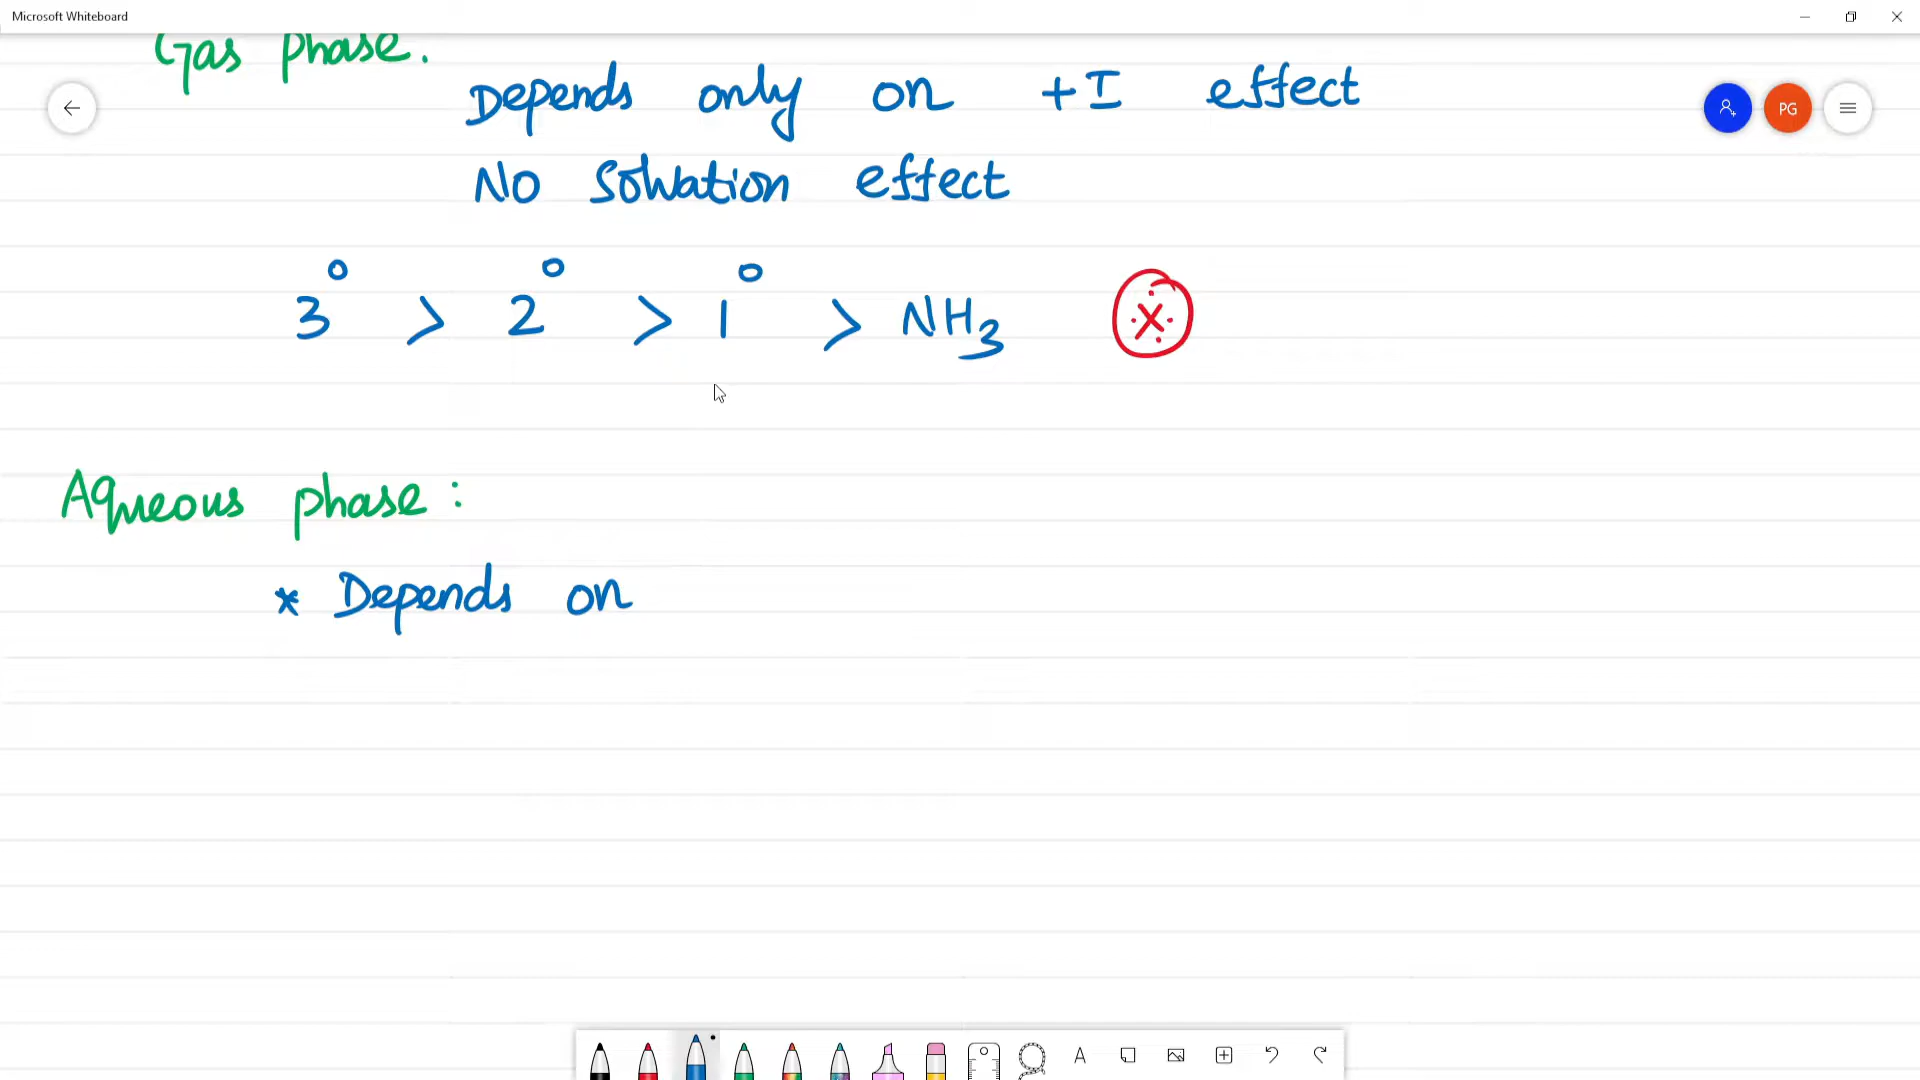 Microsoft Whiteboard
Gas phase.
Depends only on +I effect
No Solvation effect
3° > 2° > 1° > NH3 X
Aqueous phase :
* Depends on
PG
A